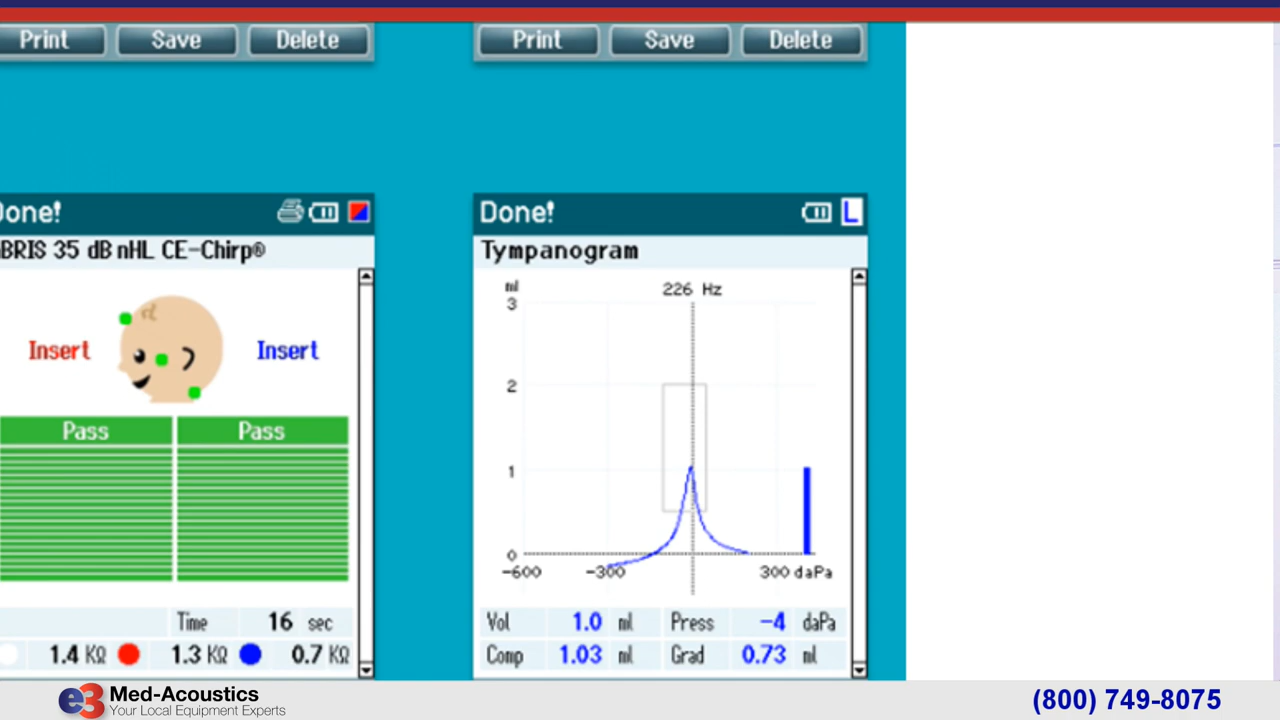 Print Save Delete
Print Save Delete
Done!
BRIS 35 dB nHL CE-Chirp®
Insert Insert
Pass Pass
Time 16 sec
1.4 KΩ 1.3 KΩ 0.7 KΩ
Done! L
Tympanogram
ml 226 Hz
3
2
1
0
-600 -300 300 daPa
Vol 1.0 ml Press -4 daPa
Comp 1.03 ml Grad 0.73 ml
e3 Med-Acoustics
Your Local Equipment Experts
(800) 749-8075